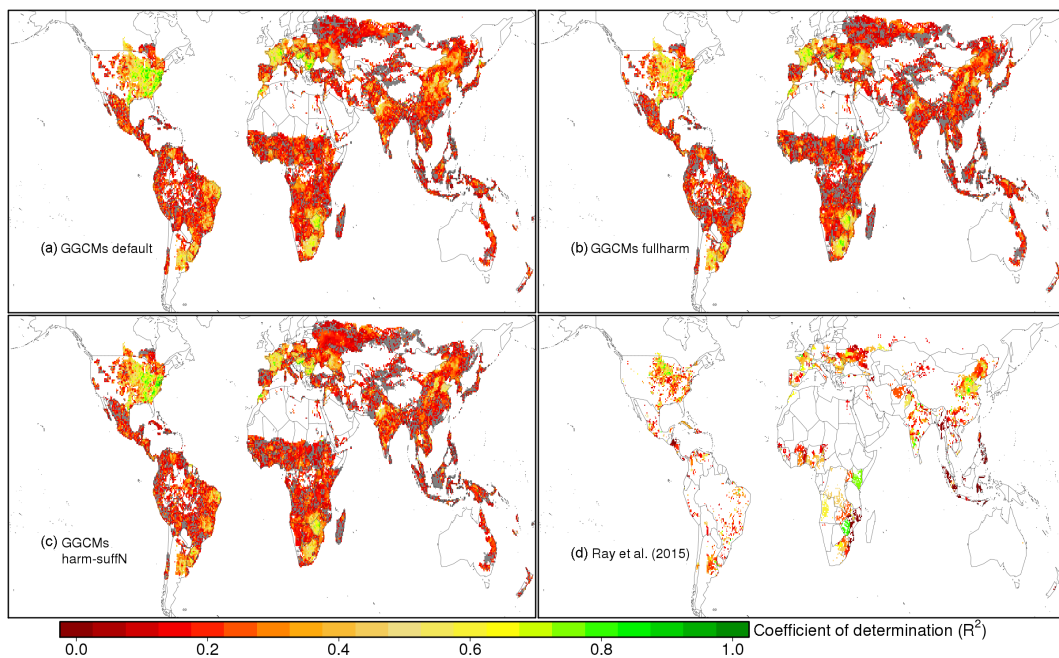 (a) GGCMs default
(b) GGCMs fullharm
(c) GGCMs
harm-suffN
(d) Ray et al. (2015)
Coefficient of determination (R²)
0.0 0.2 0.4 0.6 0.8 1.0